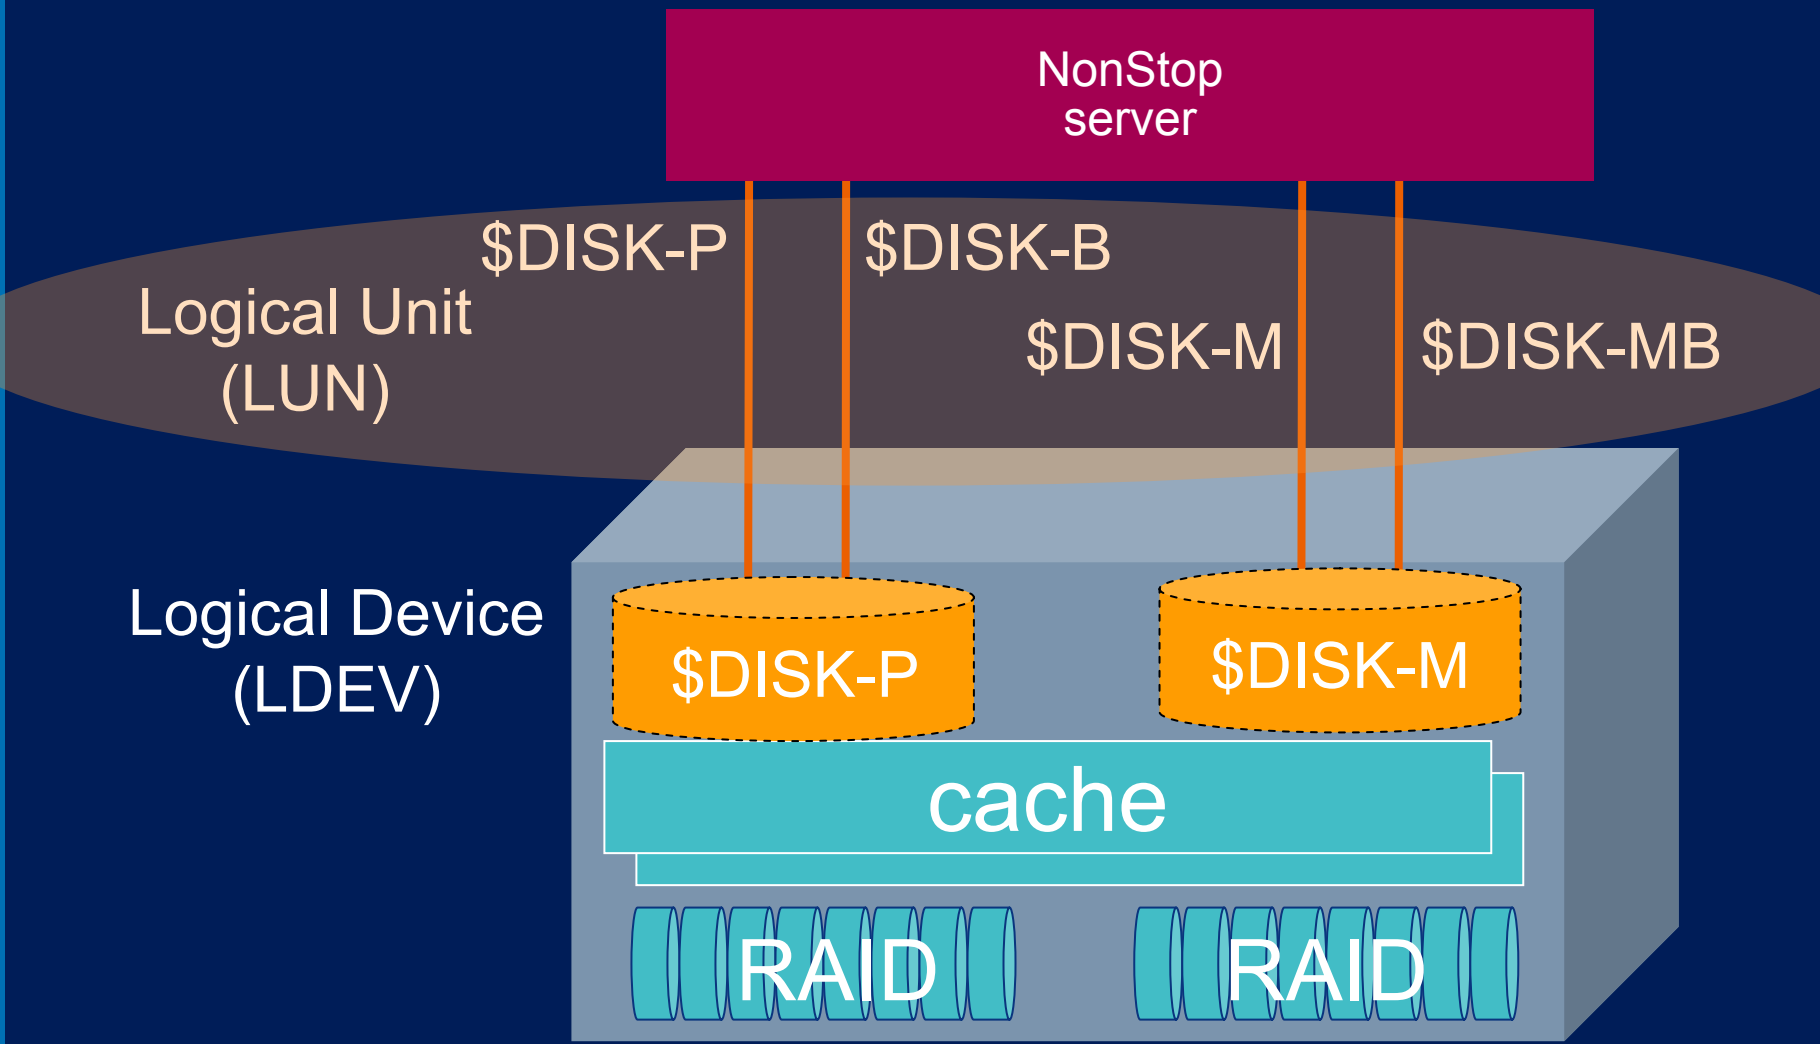 NonStop
server
$DISK-P
$DISK-B
Logical Unit
(LUN)
$DISK-M
$DISK-MB
Logical Device
(LDEV)
$DISK-P
$DISK-M
cache
RAID
RAID